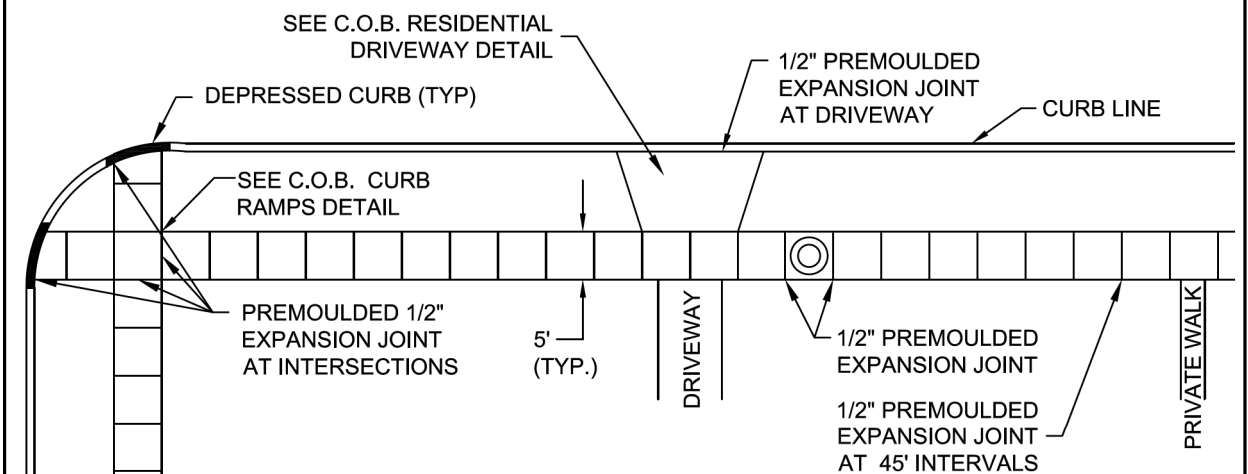 SEE C.O.B. RESIDENTIAL
DRIVEWAY DETAIL
1/2" PREMOULDED
EXPANSION JOINT
AT DRIVEWAY
DEPRESSED CURB (TYP)
CURB LINE
SEE C.O.B. CURB
RAMPS DETAIL
PREMOULDED 1/2"
EXPANSION JOINT
AT INTERSECTIONS
5'
(TYP.)
DRIVEWAY
1/2" PREMOULDED
EXPANSION JOINT
1/2" PREMOULDED
EXPANSION JOINT
AT 45' INTERVALS
PRIVATE WALK